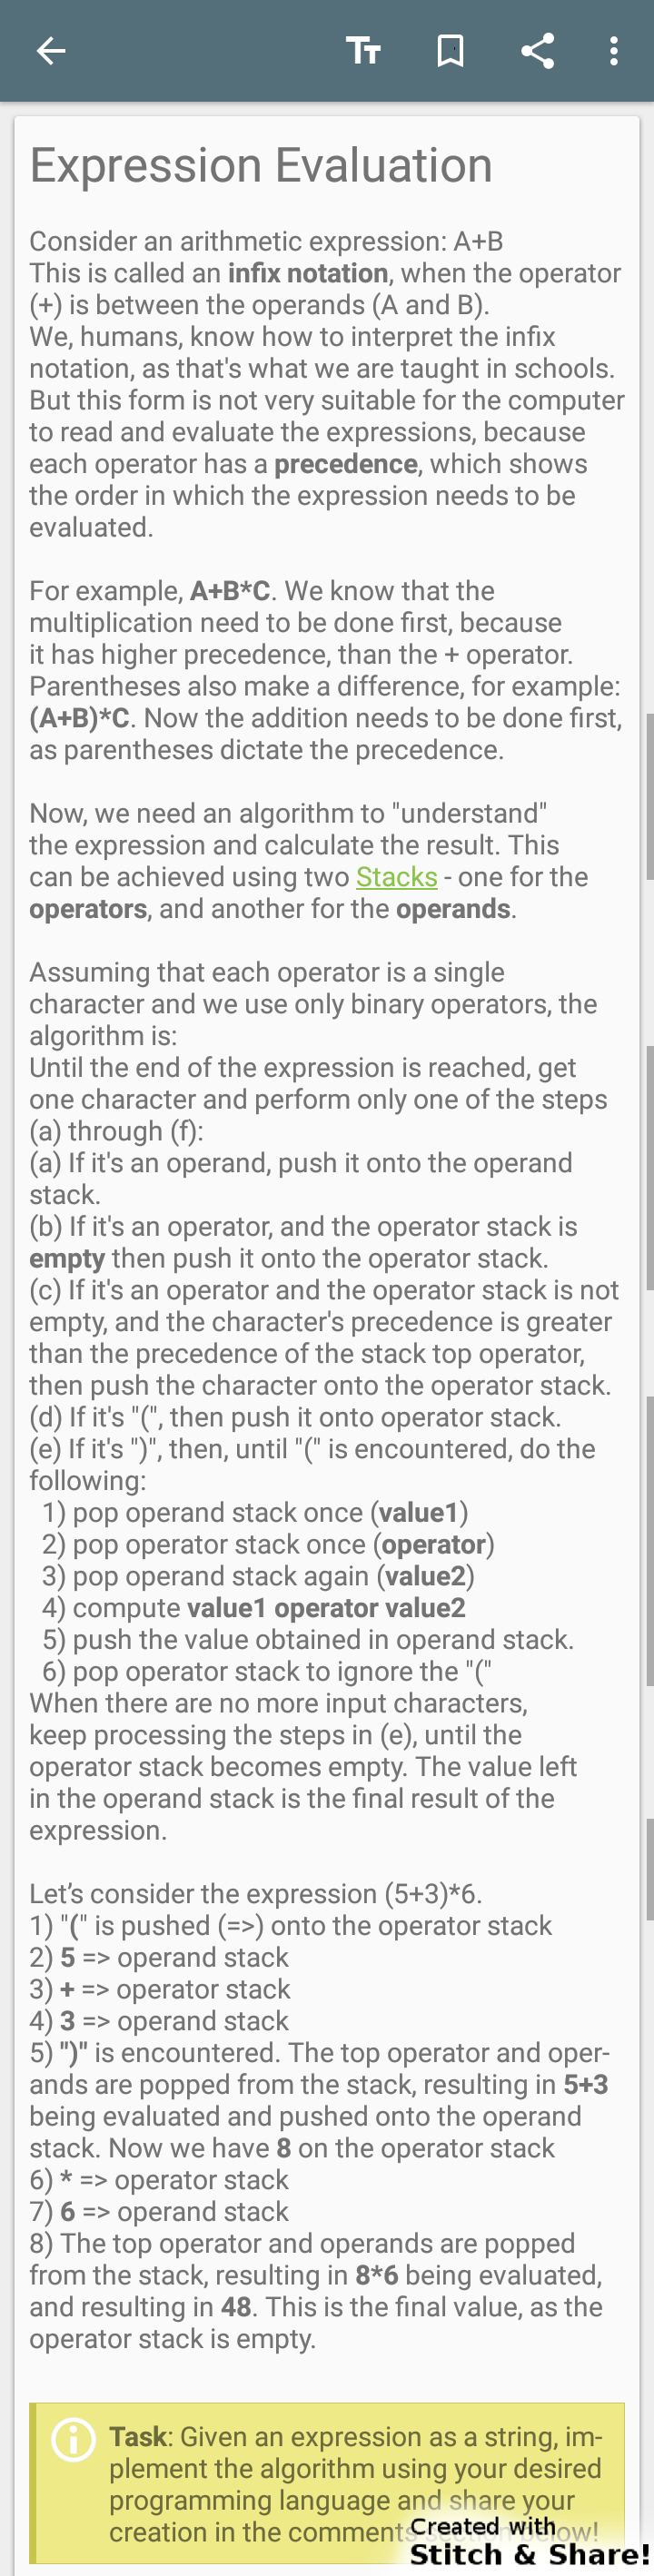 Expression Evaluation
Consider an arithmetic expression: A+B
This is called an infix notation, when the operator
(+) is between the operands (A and B).
We, humans, know how to interpret the infix
notation, as that's what we are taught in schools.
But this form is not very suitable for the computer
to read and evaluate the expressions, because
each operator has a precedence, which shows
the order in which the expression needs to be
evaluated.
For example, A+B*C. We know that the
multiplication need to be done first, because
it has higher precedence, than the + operator.
Parentheses also make a difference, for example:
(A+B)*C. Now the addition needs to be done first,
as parentheses dictate the precedence.
Now, we need an algorithm to "understand"
the expression and calculate the result. This
can be achieved using two Stacks - one for the
operators, and another for the operands.
Assuming that each operator is a single
character and we use only binary operators, the
algorithm is:
Until the end of the expression is reached, get
one character and perform only one of the steps
(a) through (f):
(a) If it's an operand, push it onto the operand
stack.
(b) If it's an operator, and the operator stack is
empty then push it onto the operator stack.
(c) If it's an operator and the operator stack is not
empty, and the character's precedence is greater
than the precedence of the stack top operator,
then push the character onto the operator stack.
(d) If it's "(", then push it onto operator stack.
(e) If it's ")", then, until "(" is encountered, do the
following:
1) pop operand stack once (value1)
2) pop operator stack once (operator)
3) pop operand stack again (value2)
4) compute value1 operator value2
5) push the value obtained in operand stack.
6) pop operator stack to ignore the "("
When there are no more input characters,
keep processing the steps in (e), until the
operator stack becomes empty. The value left
in the operand stack is the final result of the
expression.
Let’s consider the expression (5+3)*6.
1) "(" is pushed (=>) onto the operator stack
2) 5 => operand stack
3) + => operator stack
4) 3 => operand stack
5) ")" is encountered. The top operator and oper-
ands are popped from the stack, resulting in 5+3
being evaluated and pushed onto the operand
stack. Now we have 8 on the operator stack
6) * => operator stack
7) 6 => operand stack
8) The top operator and operands are popped
from the stack, resulting in 8*6 being evaluated,
and resulting in 48. This is the final value, as the
operator stack is empty.
Task: Given an expression as a string, im-
plement the algorithm using your desired
programming language and share your
creation in the comments section below!
Created with
Stitch & Share!